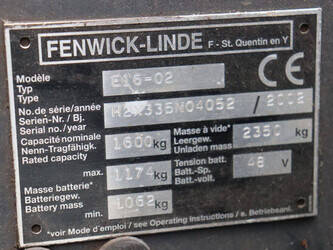 FENWICK-LINDE F - St. Quentin en Y
Modèle
Typ
Type
E16-02
No.de série/année
Serien-Nr./ Bj.
Serial no./year
H2X335N04052 / 2002
Capacité nominale
Nenn-Tragfähigk.
Rated capacity
1600 kg
Masse à vide*
Leergew.
Unladen mass
2350 kg
max. 1174 kg
Tension batt.
Batt.-Sp.
Batt.-volt.
48 V
Masse batterie*
Batteriegew.
Battery mass
min. 1062 kg
*voir Mode d'emploi / see Operating Instructions / s. Betriebsanl.
CE